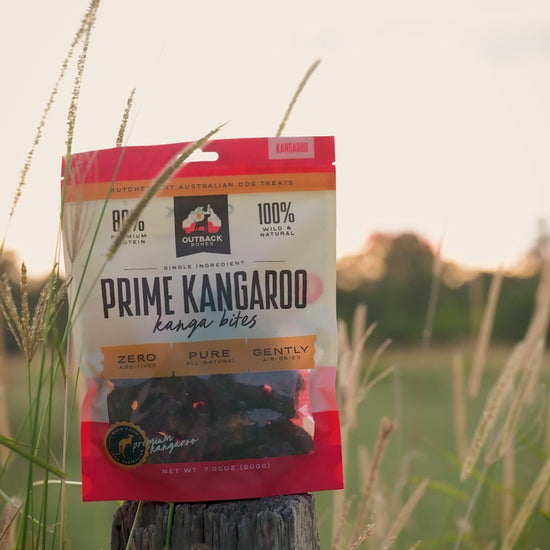 KANGAROO
BUTCHER CUT AUSTRALIAN DOG TREATS
80% 100%
PREMIUM WILD &
PROTEIN NATURAL
OUTBACK
BONES
SINGLE INGREDIENT
PRIME KANGAROO
kanga bites
ZERO PURE GENTLY
ADDITIVES ALL-NATURAL AIR-DRIED
premium
kangaroo
NET WT. 7.05OZ (200G)